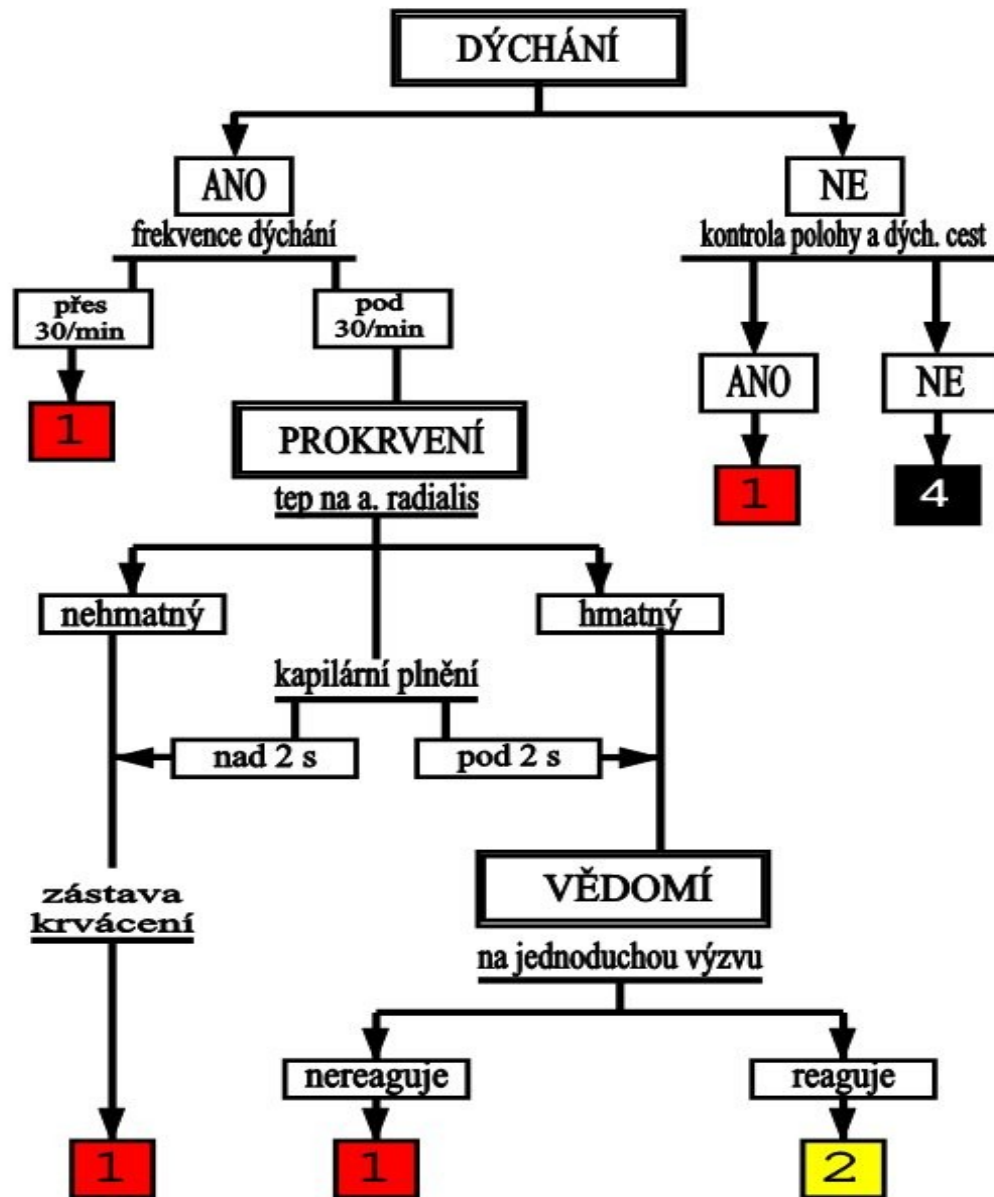 DÝCHÁNÍ
ANO
NE
frekvence dýchání
kontrola polohy a dých. cest
přes
30/min
pod
30/min
ANO
NE
1
PROKRVENÍ
1
4
tep na a. radialis
nehmatný
hmatný
kapilární plnění
nad 2 s
pod 2 s
zástava
krvácení
VĚDOMÍ
na jednoduchou výzvu
nereaguje
reaguje
1
1
2